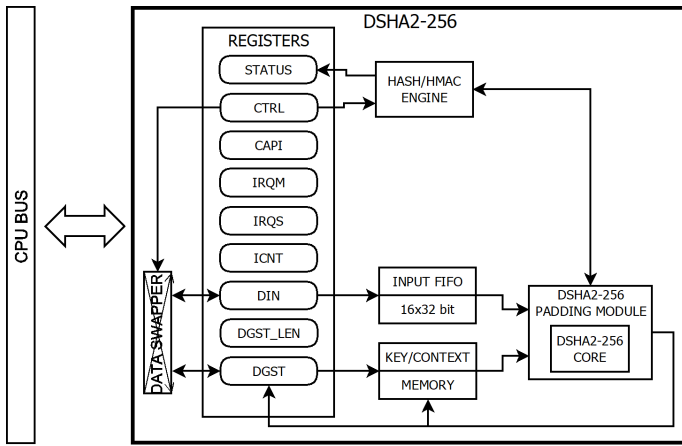 DSHA2-256
REGISTERS
STATUS
CTRL
CAPI
IRQM
IRQS
ICNT
DIN
DGST_LEN
DGST
HASH/HMAC
ENGINE
CPU BUS
DATA SWAPPER
INPUT FIFO
16x32 bit
KEY/CONTEXT
MEMORY
DSHA2-256
PADDING MODULE
DSHA2-256
CORE